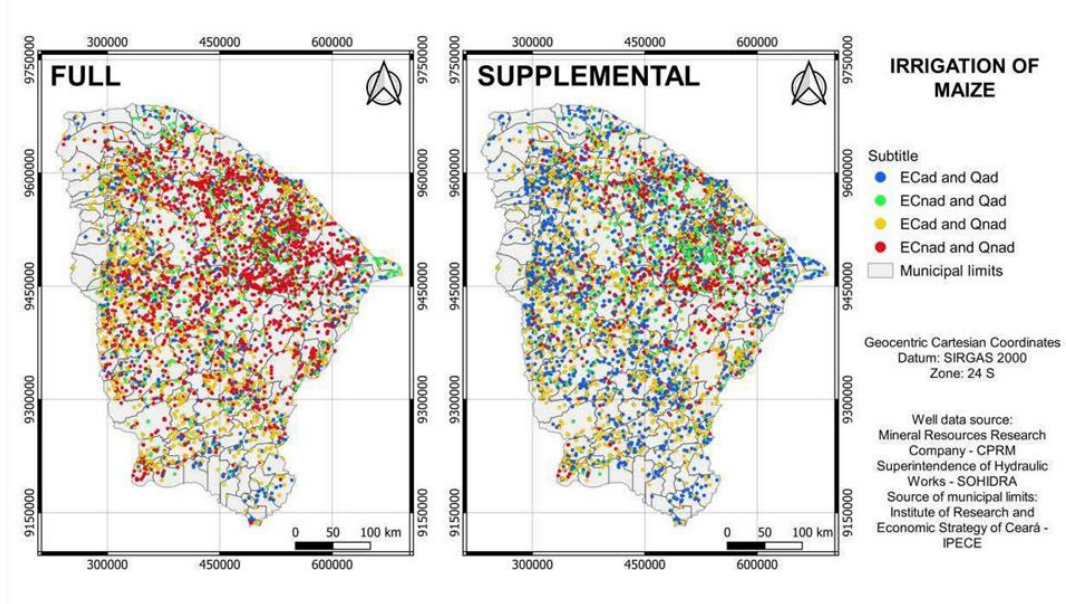 300000 450000 600000
300000 450000 600000
9750000
9750000
9750000
9750000
FULL
SUPPLEMENTAL
9600000
9600000
9600000
9600000
9450000
9450000
9450000
9450000
9300000
9300000
9300000
9300000
9150000
9150000
9150000
9150000
0 50 100 km
0 50 100 km
300000 450000 600000
300000 450000 600000
IRRIGATION OF
MAIZE
Subtitle
ECad and Qad
ECnad and Qad
ECad and Qnad
ECnad and Qnad
Municipal limits
Geocentric Cartesian Coordinates
Datum: SIRGAS 2000
Zone: 24 S
Well data source:
Mineral Resources Research
Company - CPRM
Superintendence of Hydraulic
Works - SOHIDRA
Source of municipal limits:
Institute of Research and
Economic Strategy of Ceará -
IPECE